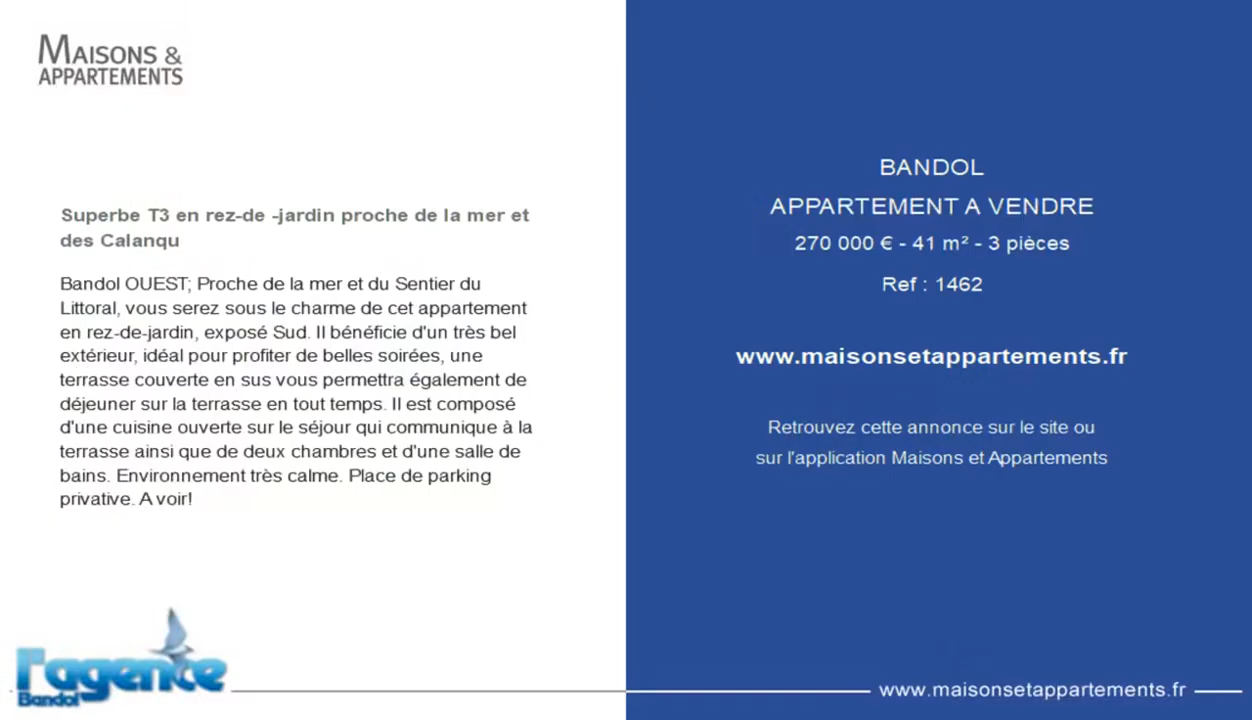 MAISONS &
APPARTEMENTS
Superbe T3 en rez-de -jardin proche de la mer et
des Calanqu
Bandol OUEST; Proche de la mer et du Sentier du
Littoral, vous serez sous le charme de cet appartement
en rez-de-jardin, exposé Sud. Il bénéficie d'un très bel
extérieur, idéal pour profiter de belles soirées, une
terrasse couverte en sus vous permettra également de
déjeuner sur la terrasse en tout temps. Il est composé
d'une cuisine ouverte sur le séjour qui communique à la
terrasse ainsi que de deux chambres et d'une salle de
bains. Environnement très calme. Place de parking
privative. A voir!
l'agence
Bandol
BANDOL
APPARTEMENT A VENDRE
270 000 € - 41 m² - 3 pièces
Ref : 1462
www.maisonsetappartements.fr
Retrouvez cette annonce sur le site ou
sur l'application Maisons et Appartements
www.maisonsetappartements.fr